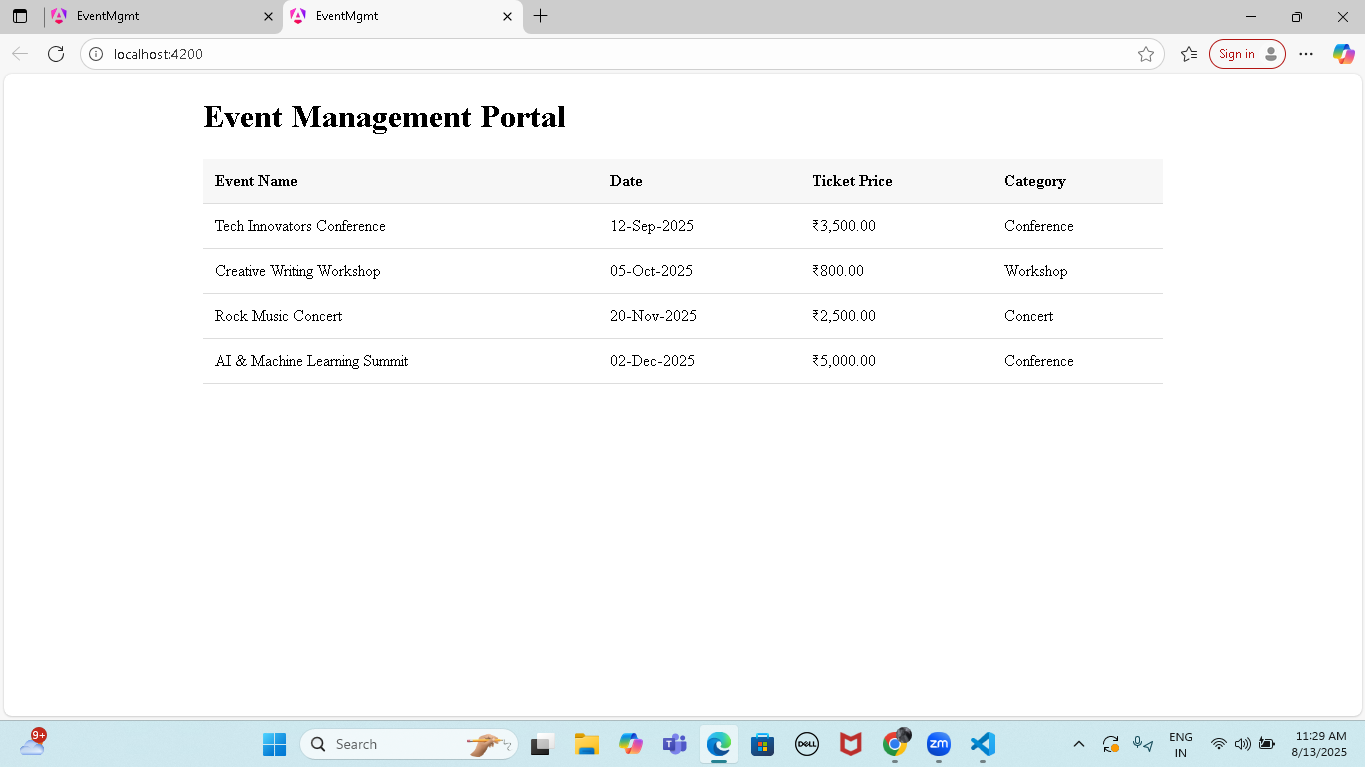 EventMgmt EventMgmt
localhost:4200 Sign in
Event Management Portal
Event Name Date Ticket Price Category
Tech Innovators Conference 12-Sep-2025 ₹3,500.00 Conference
Creative Writing Workshop 05-Oct-2025 ₹800.00 Workshop
Rock Music Concert 20-Nov-2025 ₹2,500.00 Concert
AI & Machine Learning Summit 02-Dec-2025 ₹5,000.00 Conference
9+ Search DELL zm ENG 11:29 AM
IN 8/13/2025